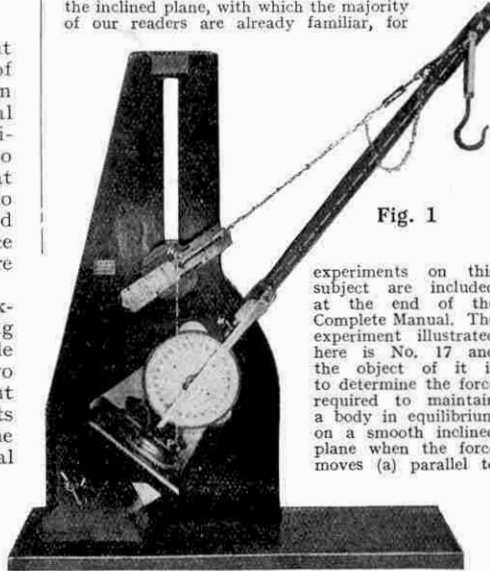 the inclined plane, with which the majority
of our readers are already familiar, for
Fig. 1
experiments on this
subject are included
at the end of the
Complete Manual. The
experiment illustrated
here is No. 17 and
the object of it is
to determine the force
required to maintain
a body in equilibrium
on a smooth inclined
plane when the force
moves (a) parallel to